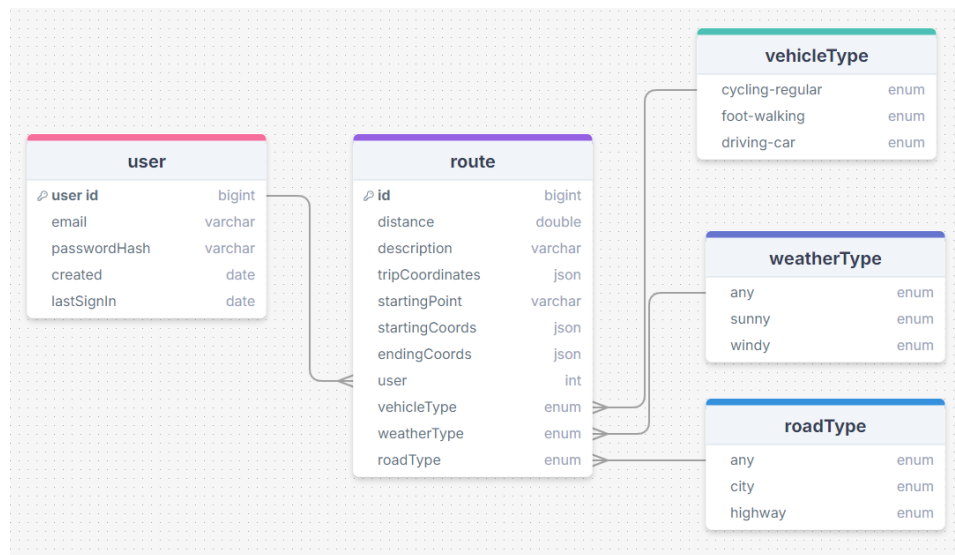 user
user id bigint
email varchar
passwordHash varchar
created date
lastSignIn date
route
id bigint
distance double
description varchar
tripCoordinates json
startingPoint varchar
startingCoords json
endingCoords json
user int
vehicleType enum
weatherType enum
roadType enum
vehicleType
cycling-regular enum
foot-walking enum
driving-car enum
weatherType
any enum
sunny enum
windy enum
roadType
any enum
city enum
highway enum